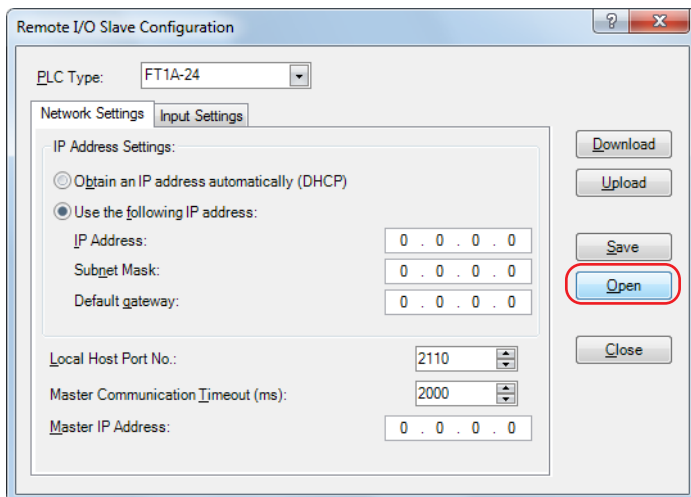 Remote I/O Slave Configuration
PLC Type: FT1A-24
Network Settings Input Settings
IP Address Settings:
Obtain an IP address automatically (DHCP)
Use the following IP address:
IP Address: 0 . 0 . 0 . 0
Subnet Mask: 0 . 0 . 0 . 0
Default gateway: 0 . 0 . 0 . 0
Local Host Port No.: 2110
Master Communication Timeout (ms): 2000
Master IP Address: 0 . 0 . 0 . 0
Download
Upload
Save
Open
Close